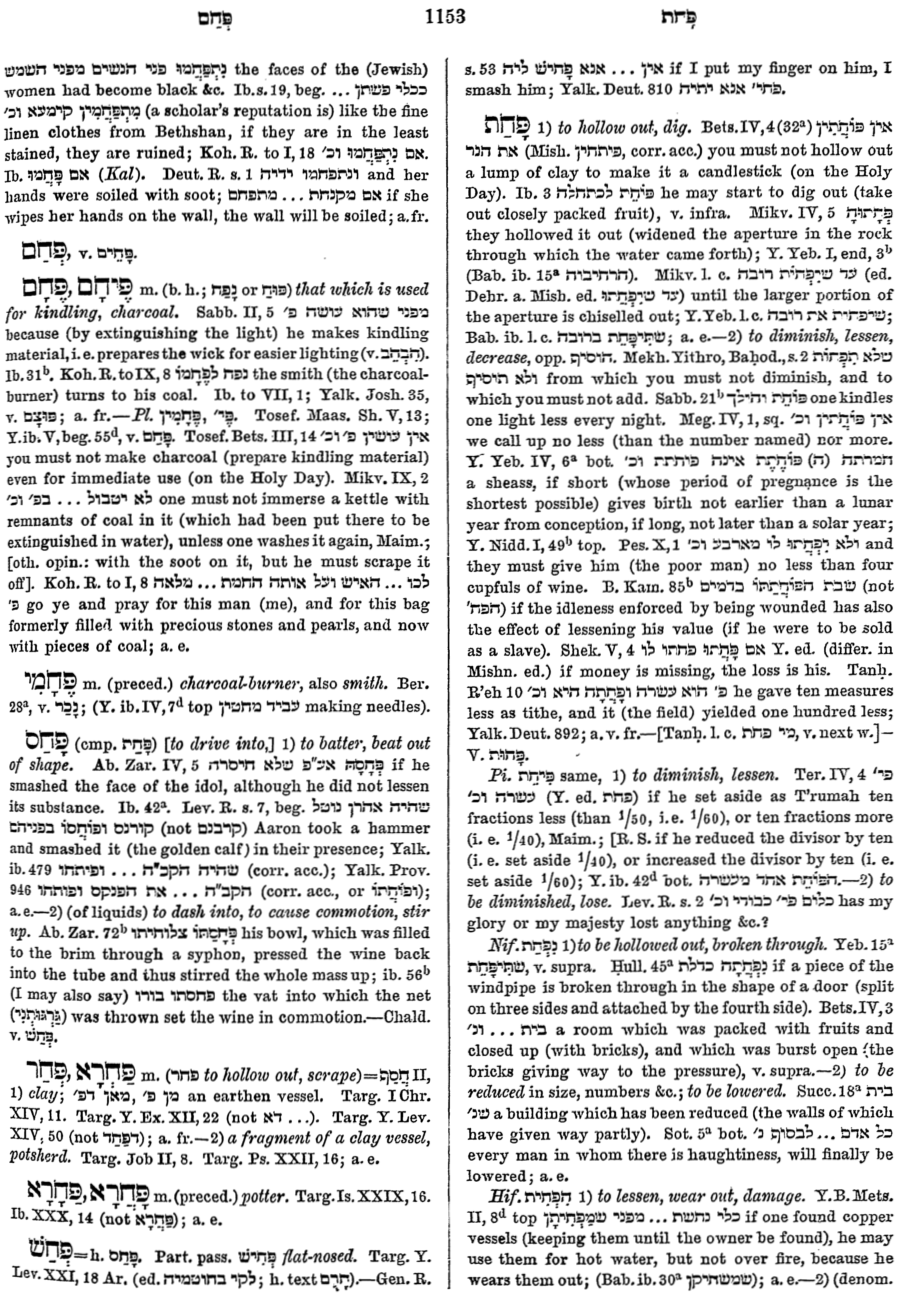 פְּחַם 1153 פָּחֹת
נִתְפַּחֲמוּ פני הנשים מפני השמש the faces of the (Jewish)
women had become black &c. Ib. s. 19, beg. ... ככלי פשתן
מִתְפַּחֲמִין קימעא וכ׳ (a scholar's reputation is) like the fine
linen clothes from Bethshan, if they are in the least
stained, they are ruined; Koh. R. to I, 18 אם נִתְפַּחֲמוּ וכ׳.
Ib. אם פָּחֲמוּ (Kal). Deut. R. s. 1 ונתפחמו ידיה and her
hands were soiled with soot; אם מקנחת ... מתפחם if she
wipes her hands on the wall, the wall will be soiled; a. fr.
פְּחַם, v. פָּחִים.
פֶּיחָם, פֶּחָם m. (b. h.; נָפַח or פּוּחַ) that which is used
for kindling, charcoal. Sabb. II, 5 מפני שהוא עושה פ׳
because (by extinguishing the light) he makes kindling
material, i. e. prepares the wick for easier lighting (v. הִבְהֵב).
Ib. 31ᵇ. Koh. R. to IX, 8 נפח לפֶחָמוֹ the smith (the charcoal-
burner) turns to his coal. Ib. to VII, 1; Yalk. Josh. 35,
v. פּוּצָם; a. fr.—Pl. פֶּחָמִין, פֵּי׳. Tosef. Maas. Sh. V, 13;
Y. ib. V, beg. 55ᵈ, v. פָּחַם. Tosef. Bets. III, 14 אין עושין פ׳ וכ׳
you must not make charcoal (prepare kindling material)
even for immediate use (on the Holy Day). Mikv. IX, 2
לא יטבול ... בפ׳ וכ׳ one must not immerse a kettle with
remnants of coal in it (which had been put there to be
extinguished in water), unless one washes it again, Maim.;
[oth. opin.: with the soot on it, but he must scrape it
off]. Koh. R. to I, 8 לכו ... האיש ועל אותה החמת ... מלאה
פ׳ go ye and pray for this man (me), and for this bag
formerly filled with precious stones and pearls, and now
with pieces of coal; a. e.
פֶּחָמִי m. (preced.) charcoal-burner, also smith. Ber.
28ᵃ, v. נָכַר; (Y. ib. IV, 7ᵈ top עביד מחטין making needles).
פָּחַס (cmp. פָּחַת) [to drive into,] 1) to batter, beat out
of shape. Ab. Zar. IV, 5 פְּחָסָהּ אע״פ שלא חיסרה if he
smashed the face of the idol, although he did not lessen
its substance. Ib. 42ᵃ. Lev. R. s. 7, beg. שהיה אהרן נוטל
קורנס ופוחסו בפניהם (not קרבנם) Aaron took a hammer
and smashed it (the golden calf) in their presence; Yalk.
ib. 479 שהיה הקב״ה ... ופיחתו (corr. acc.); Yalk. Prov.
946 הקב״ה ... את הפנקס ופוחתו (corr. acc., or וּפוֹחֲתוֹ);
a. e.—2) (of liquids) to dash into, to cause commotion, stir
up. Ab. Zar. 72ᵇ פְּחָסַתּוּ צלוחיתו his bowl, which was filled
to the brim through a syphon, pressed the wine back
into the tube and thus stirred the whole mass up; ib. 56ᵇ
(I may also say) פחסתו בורו the vat into which the net
(גַּרְגּוּתְנִי) was thrown set the wine in commotion.—Chald.
v. פְּחַשׁ.
פַּחְרָא, פְּחַר m. (פחר to hollow out, scrape)=חֲסַף II,
1) clay; מָן פ׳, מָאן דפ׳ an earthen vessel. Targ. I Chr.
XIV, 11. Targ. Y. Ex. XII, 22 (not דא ...). Targ. Y. Lev.
XIV, 50 (not דפחד); a. fr.—2) a fragment of a clay vessel,
potsherd. Targ. Job II, 8. Targ. Ps. XXII, 16; a. e.
פַּחֲרָא, פַּחָרָא m. (preced.) potter. Targ. Is. XXIX, 16.
Ib. XXX, 14 (not פַּחֲרָא); a. e.
פְּחַשׁ=h. פָּחַס. Part. pass. פְּחִישׁ flat-nosed. Targ. Y.
Lev. XXI, 18 Ar. (ed. לקי בחוטמיה; h. text חָרֻם).—Gen. R.
s. 53 אין ... אנא פָּחֵישׁ ליה if I put my finger on him, I
smash him; Yalk. Deut. 810 פחי׳ אנא יתיה.
פָּחַת 1) to hollow out, dig. Bets. IV, 4 (32ᵃ) אין פּוֹחֲתִין
את הנר (Mish. פיתחין, corr. acc.) you must not hollow out
a lump of clay to make it a candlestick (on the Holy
Day). Ib. 3 פּוֹחֵת לכתחלה he may start to dig out (take
out closely packed fruit), v. infra. Mikv. IV, 5 פְּחָתוּהָ
they hollowed it out (widened the aperture in the rock
through which the water came forth); Y. Yeb. I, end, 3ᵇ
(Bab. ib. 15ᵃ הרחיבוה). Mikv. l. c. עד שיִפְחוֹת רובה (ed.
Dehr. a. Mish. ed. עד שיִפָּחֲתוּ) until the larger portion of
the aperture is chiselled out; Y. Yeb. l. c. שיפחית את רובה;
Bab. ib. l. c. שתִּיפָּחֵת ברובה; a. e.—2) to diminish, lessen,
decrease, opp. הוסיף. Mekh. Yithro, Baḥod., s. 2 שלא תִפְחוֹת
ולא תוסיף from which you must not diminish, and to
which you must not add. Sabb. 21ᵇ פּוֹחֵת והולך one kindles
one light less every night. Meg. IV, 1, sq. אין פּוֹחֲתִין וכ׳
we call up no less (than the number named) nor more.
Y. Yeb. IV, 6ᵃ bot. חמרתה (ה) פּוֹחֶתֶת אינה פוחתת וכ׳
a sheass, if short (whose period of pregnance is the
shortest possible) gives birth not earlier than a lunar
year from conception, if long, not later than a solar year;
Y. Nidd. I, 49ᵇ top. Pes. X, 1 ולא יִפְחֲתוּ לו מארבע וכ׳ and
they must give him (the poor man) no less than four
cupfuls of wine. B. Kam. 85ᵇ שבת הפּוֹחַתְתּוֹ בדמים (not
הפח׳) if the idleness enforced by being wounded has also
the effect of lessening his value (if he were to be sold
as a slave). Shek. V, 4 אם פָּחֲתוּ פחתו לו Y. ed. (differ. in
Mishn. ed.) if money is missing, the loss is his. Tanḥ.
R'eh 10 פ׳ הוא עשרה ופָחֲתָה היא וכ׳ he gave ten measures
less as tithe, and it (the field) yielded one hundred less;
Yalk. Deut. 892; a. v. fr.—[Tanḥ. l. c. מי פחת, v. next w.]—
V. פָּחוּת.
Pi. פִּיחֵת same, 1) to diminish, lessen. Ter. IV, 4 פי׳
עשרה וכ׳ (Y. ed. פחת) if he set aside as T'rumah ten
fractions less (than 1/50, i. e. 1/60), or ten fractions more
(i. e. 1/40), Maim.; [R. S. if he reduced the divisor by ten
(i. e. set aside 1/40), or increased the divisor by ten (i. e.
set aside 1/60); Y. ib. 42ᵈ bot. הפיחת אחד מעשרה.—2) to
be diminished, lose. Lev. R. s. 2 כלום פי׳ כבודי וכ׳ has my
glory or my majesty lost anything &c.?
Nif. נִפְחַת 1) to be hollowed out, broken through. Yeb. 15ᵃ
שתִּיפָּחֵת, v. supra. Ḥull. 45ᵃ נִפְחֲתָה כדלת if a piece of the
windpipe is broken through in the shape of a door (split
on three sides and attached by the fourth side). Bets. IV, 3
בית ... ונ׳ a room which was packed with fruits and
closed up (with bricks), and which was burst open (the
bricks giving way to the pressure), v. supra.—2) to be
reduced in size, numbers &c.; to be lowered. Succ. 18ᵃ בית
שנ׳ a building which has been reduced (the walls of which
have given way partly). Sot. 5ᵃ bot. כל אדם ... לבסוף נ׳
every man in whom there is haughtiness, will finally be
lowered; a. e.
Hif. הִפְחִית 1) to lessen, wear out, damage. Y. B. Mets.
II, 8ᵈ top כלי נחשת ... מפני שמַפְחִיתָן if one found copper
vessels (keeping them until the owner be found), he may
use them for hot water, but not over fire, because he
wears them out; (Bab. ib. 30ᵃ שמשחיקן); a. e.—2) (denom.